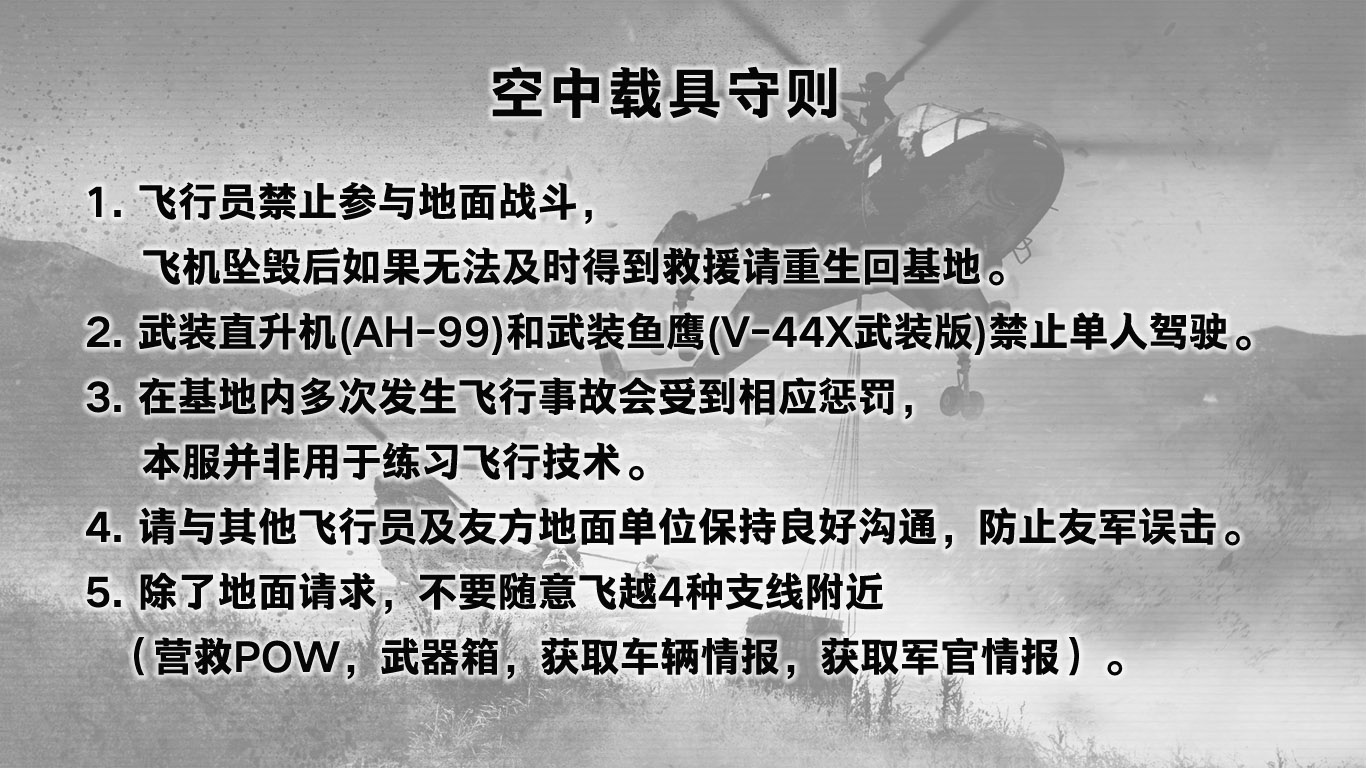 空中载具守则
1. 飞行员禁止参与地面战斗，
飞机坠毁后如果无法及时得到救援请重生回基地。
2. 武装直升机(AH-99)和武装鱼鹰(V-44X武装版)禁止单人驾驶。
3. 在基地内多次发生飞行事故会受到相应惩罚，
本服并非用于练习飞行技术。
4. 请与其他飞行员及友方地面单位保持良好沟通，防止友军误击。
5. 除了地面请求，不要随意飞越4种支线附近
（营救POW，武器箱，获取车辆情报，获取军官情报）。